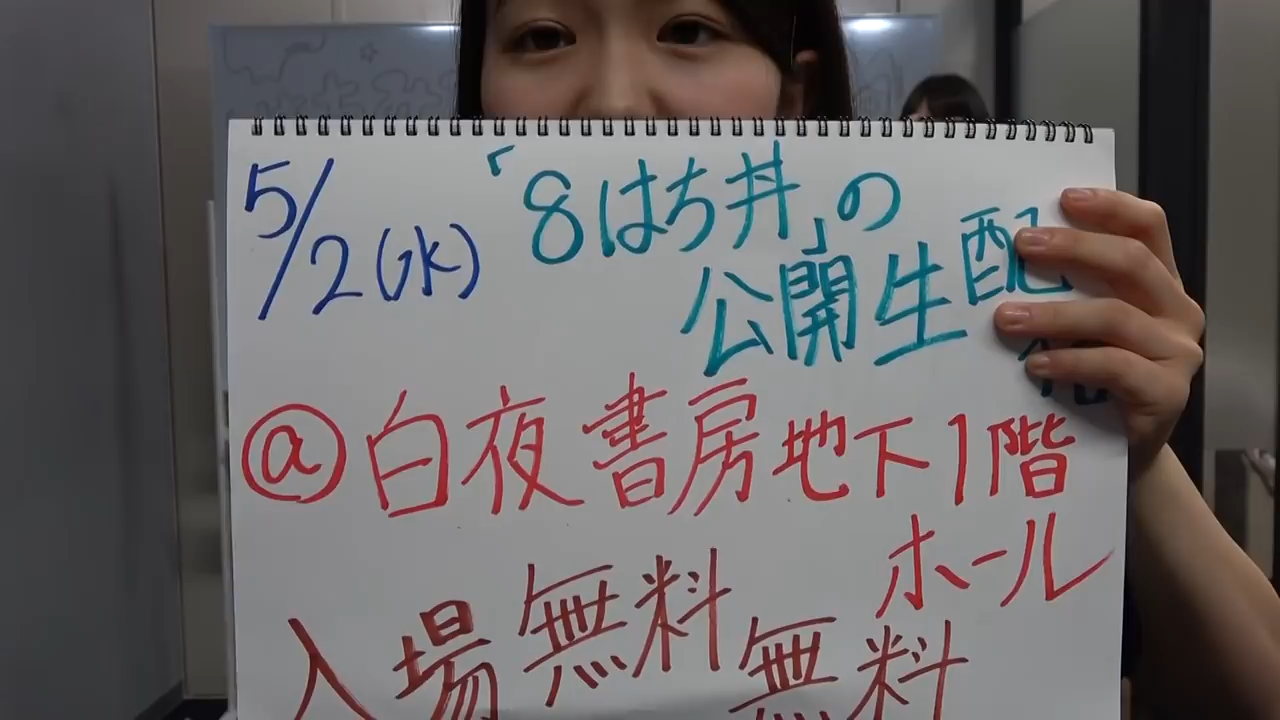 5/2(水)
「8はち丼」の
公開生配
@白夜書房地下1階
ホール
入場無料
無料